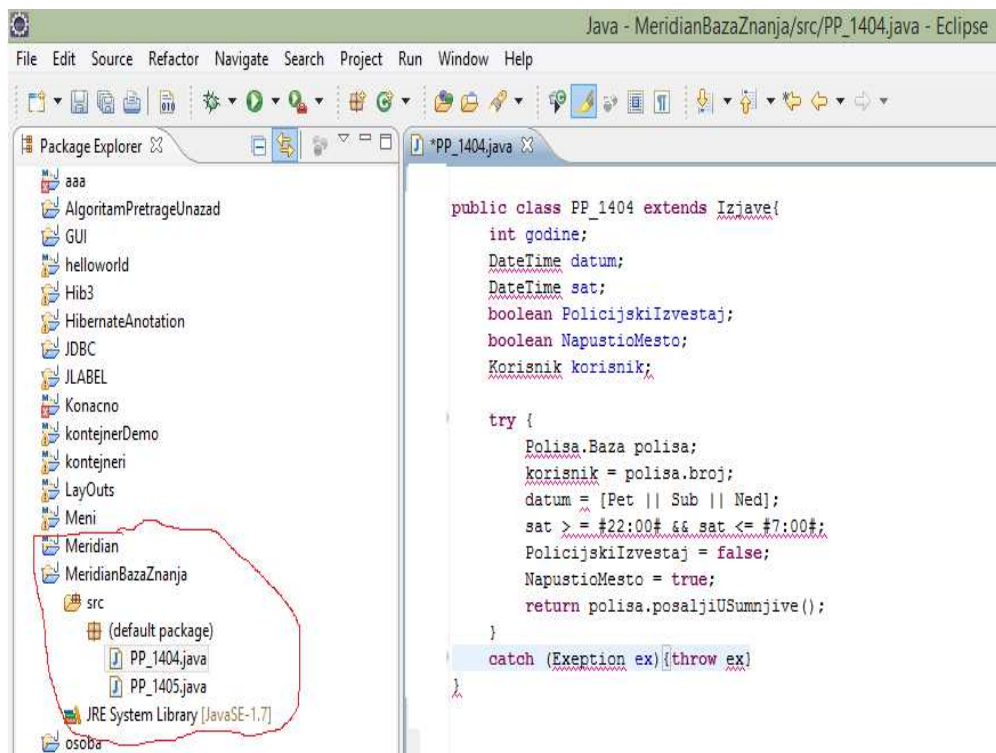 Java - MeridianBazaZnanja/src/PP_1404.java - Eclipse
File Edit Source Refactor Navigate Search Project Run Window Help
Package Explorer
*PP_1404.java
aaa
AlgoritamPretrageUnazad
GUI
helloworld
Hib3
HibernateAnotation
JDBC
JLABEL
Konacno
kontejnerDemo
kontejneri
LayOuts
Meni
Meridian
MeridianBazaZnanja
src
(default package)
PP_1404.java
PP_1405.java
JRE System Library [JavaSE-1.7]
osoba
public class PP_1404 extends Izjave{
int godine;
DateTime datum;
DateTime sat;
boolean PolicijskiIzvestaj;
boolean NapustioMesto;
Korisnik korisnik;
try {
Polisa.Baza polisa;
korisnik = polisa.broj;
datum = [Pet || Sub || Ned];
sat > = #22:00# && sat <= #7:00#;
PolicijskiIzvestaj = false;
NapustioMesto = true;
return polisa.posaljiUSumnjive();
}
catch (Exeption ex){throw ex}
}